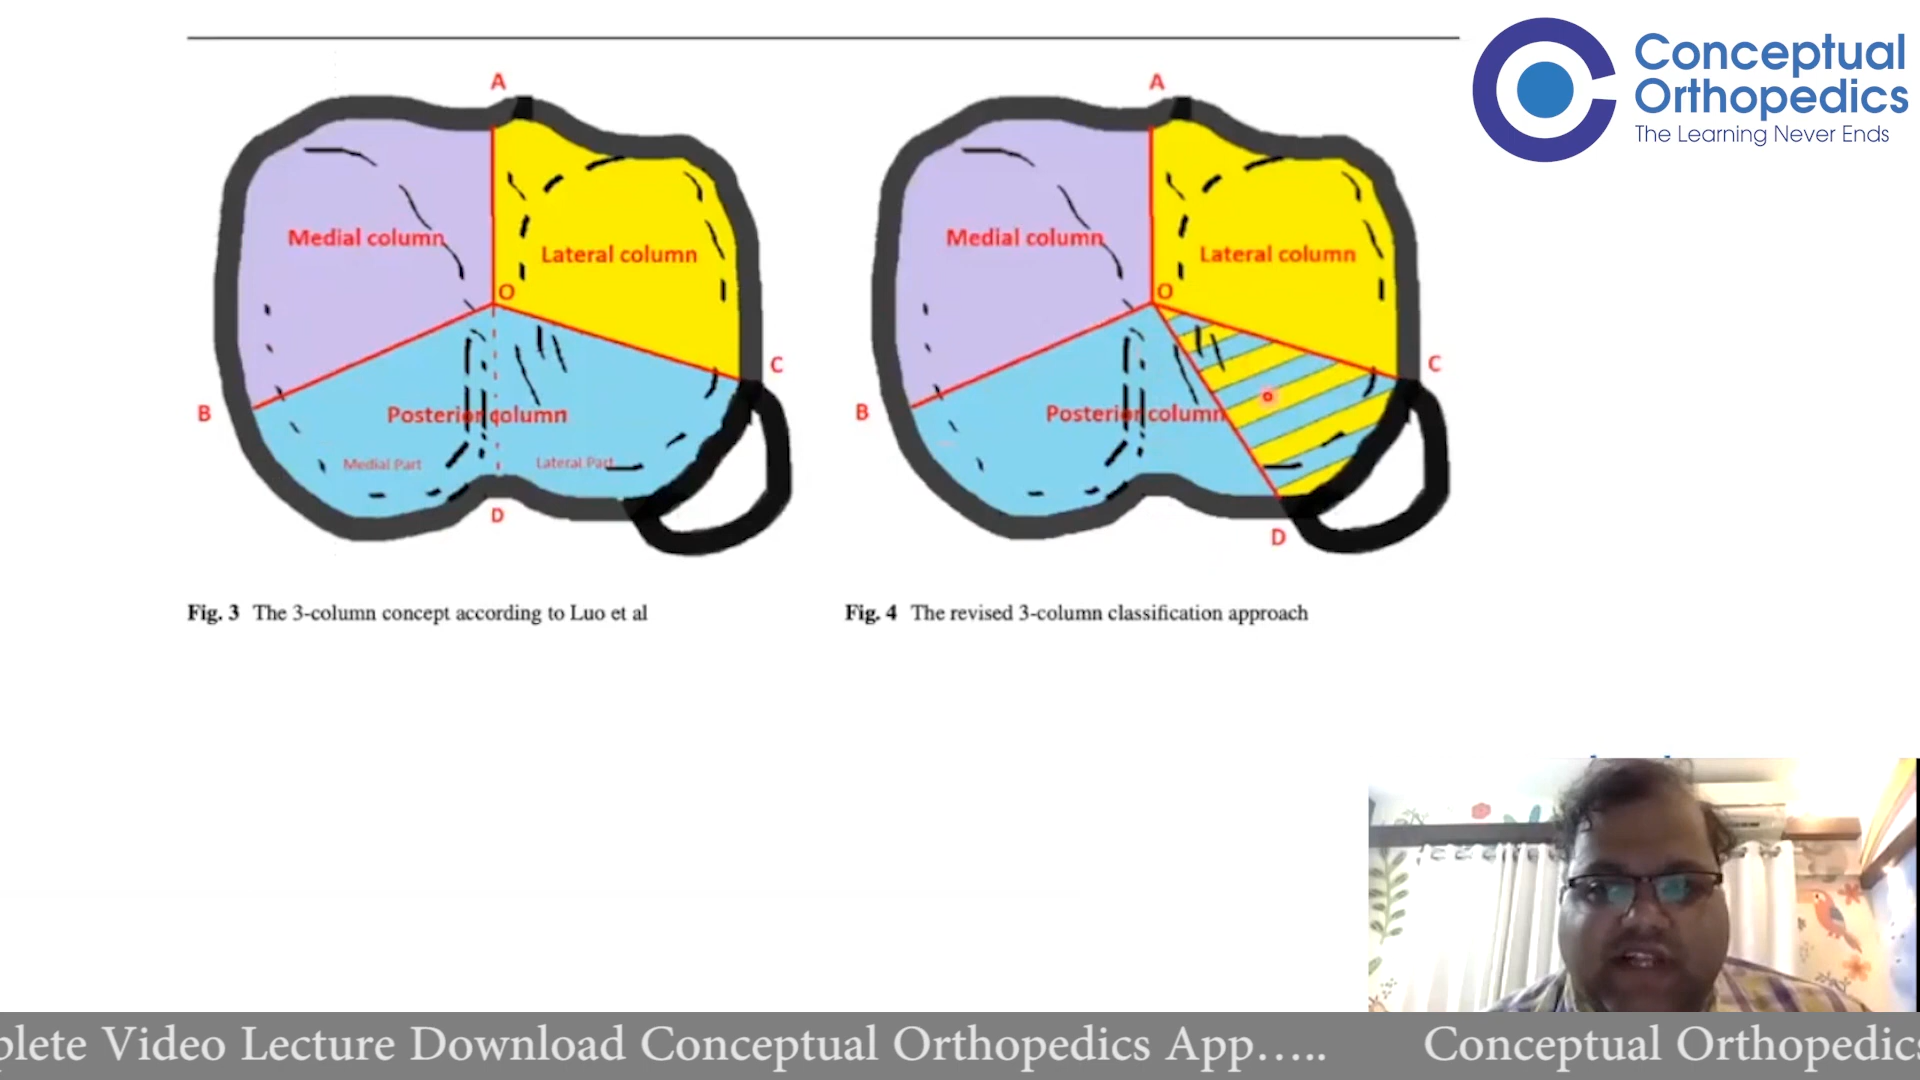 Conceptual
Orthopedics
The Learning Never Ends
A
Medial column
Lateral column
O
C
B
Posterior column
Medial Part
Lateral Part
D
A
Medial column
Lateral column
O
C
B
Posterior column
D
Fig. 3 The 3-column concept according to Luo et al
Fig. 4 The revised 3-column classification approach
plete Video Lecture Download Conceptual Orthopedics App..... Conceptual Orthopedics